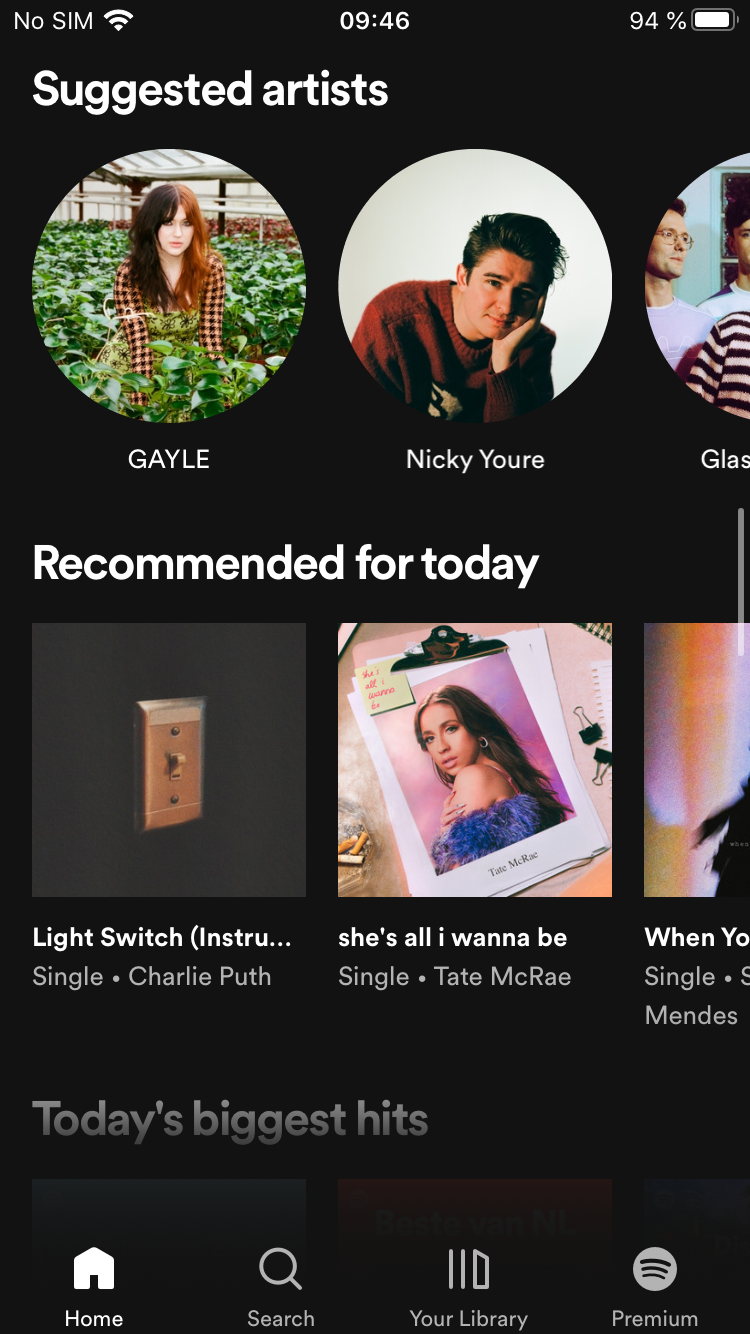 No SIM 09:46 94 %
Suggested artists
GAYLE Nicky Youre Glas
Recommended for today
she's
all i
wanna
be
Tate McRae
when
Light Switch (Instru... she's all i wanna be When Yo
Single • Charlie Puth Single • Tate McRae Single • S
Mendes
Today's biggest hits
Beste van NL
Home Search Your Library Premium